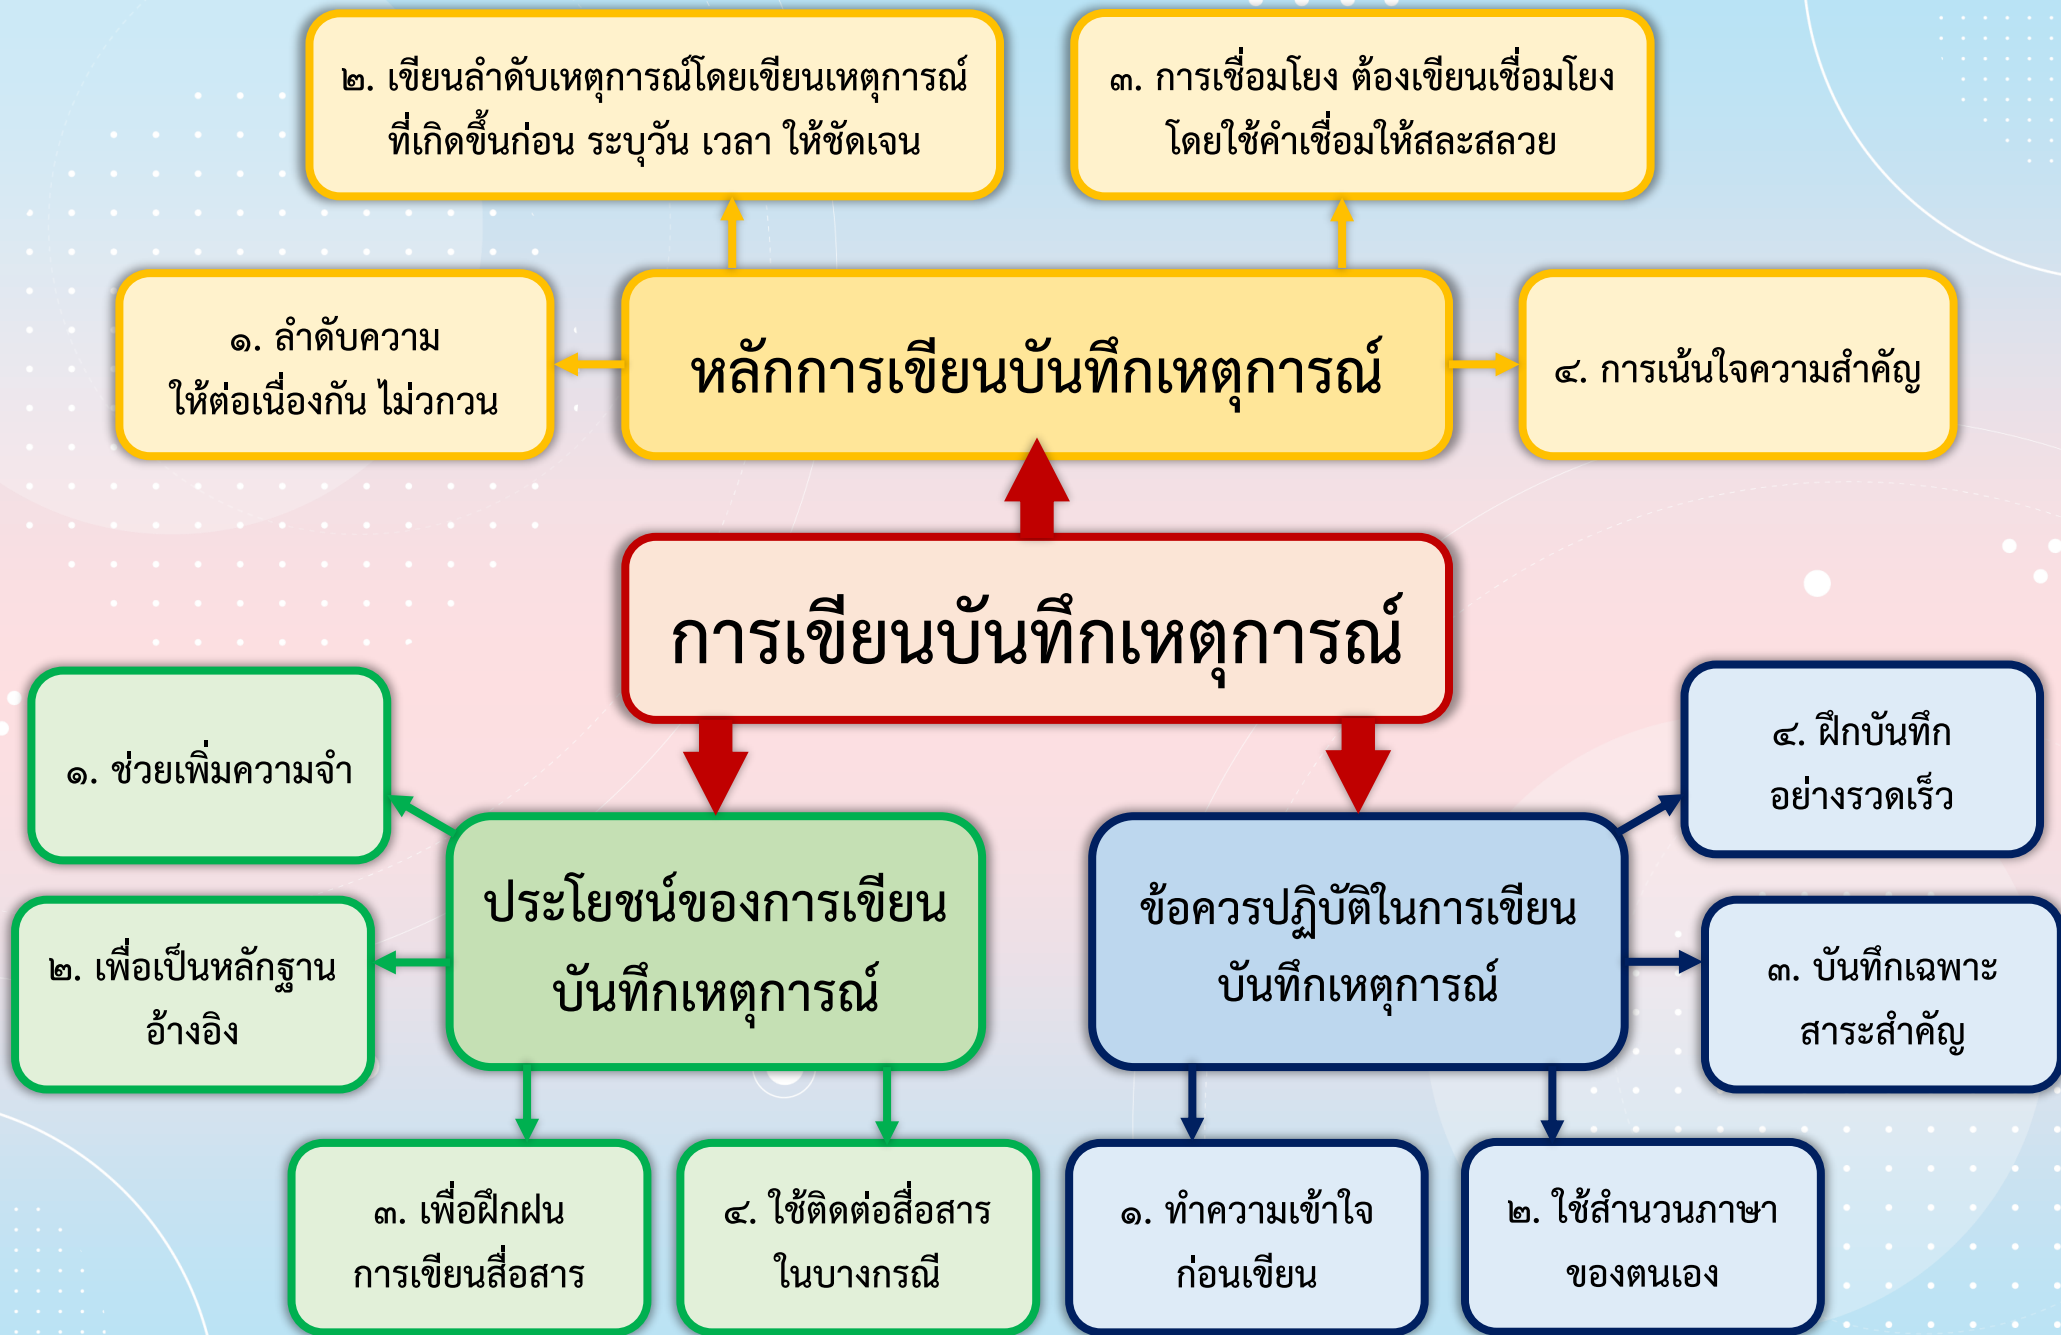 ๒. เขียนลำดับเหตุการณ์โดยเขียนเหตุการณ์
ที่เกิดขึ้นก่อน ระบุวัน เวลา ให้ชัดเจน
๓. การเชื่อมโยง ต้องเขียนเชื่อมโยง
โดยใช้คำเชื่อมให้สละสลวย
๑. ลำดับความ
ให้ต่อเนื่องกัน ไม่วกวน
หลักการเขียนบันทึกเหตุการณ์
๔. การเน้นใจความสำคัญ
การเขียนบันทึกเหตุการณ์
๑. ช่วยเพิ่มความจำ
๒. เพื่อเป็นหลักฐาน
อ้างอิง
ประโยชน์ของการเขียน
บันทึกเหตุการณ์
๓. เพื่อฝึกฝน
การเขียนสื่อสาร
๔. ใช้ติดต่อสื่อสาร
ในบางกรณี
ข้อควรปฏิบัติในการเขียน
บันทึกเหตุการณ์
๔. ฝึกบันทึก
อย่างรวดเร็ว
๓. บันทึกเฉพาะ
สาระสำคัญ
๑. ทำความเข้าใจ
ก่อนเขียน
๒. ใช้สำนวนภาษา
ของตนเอง